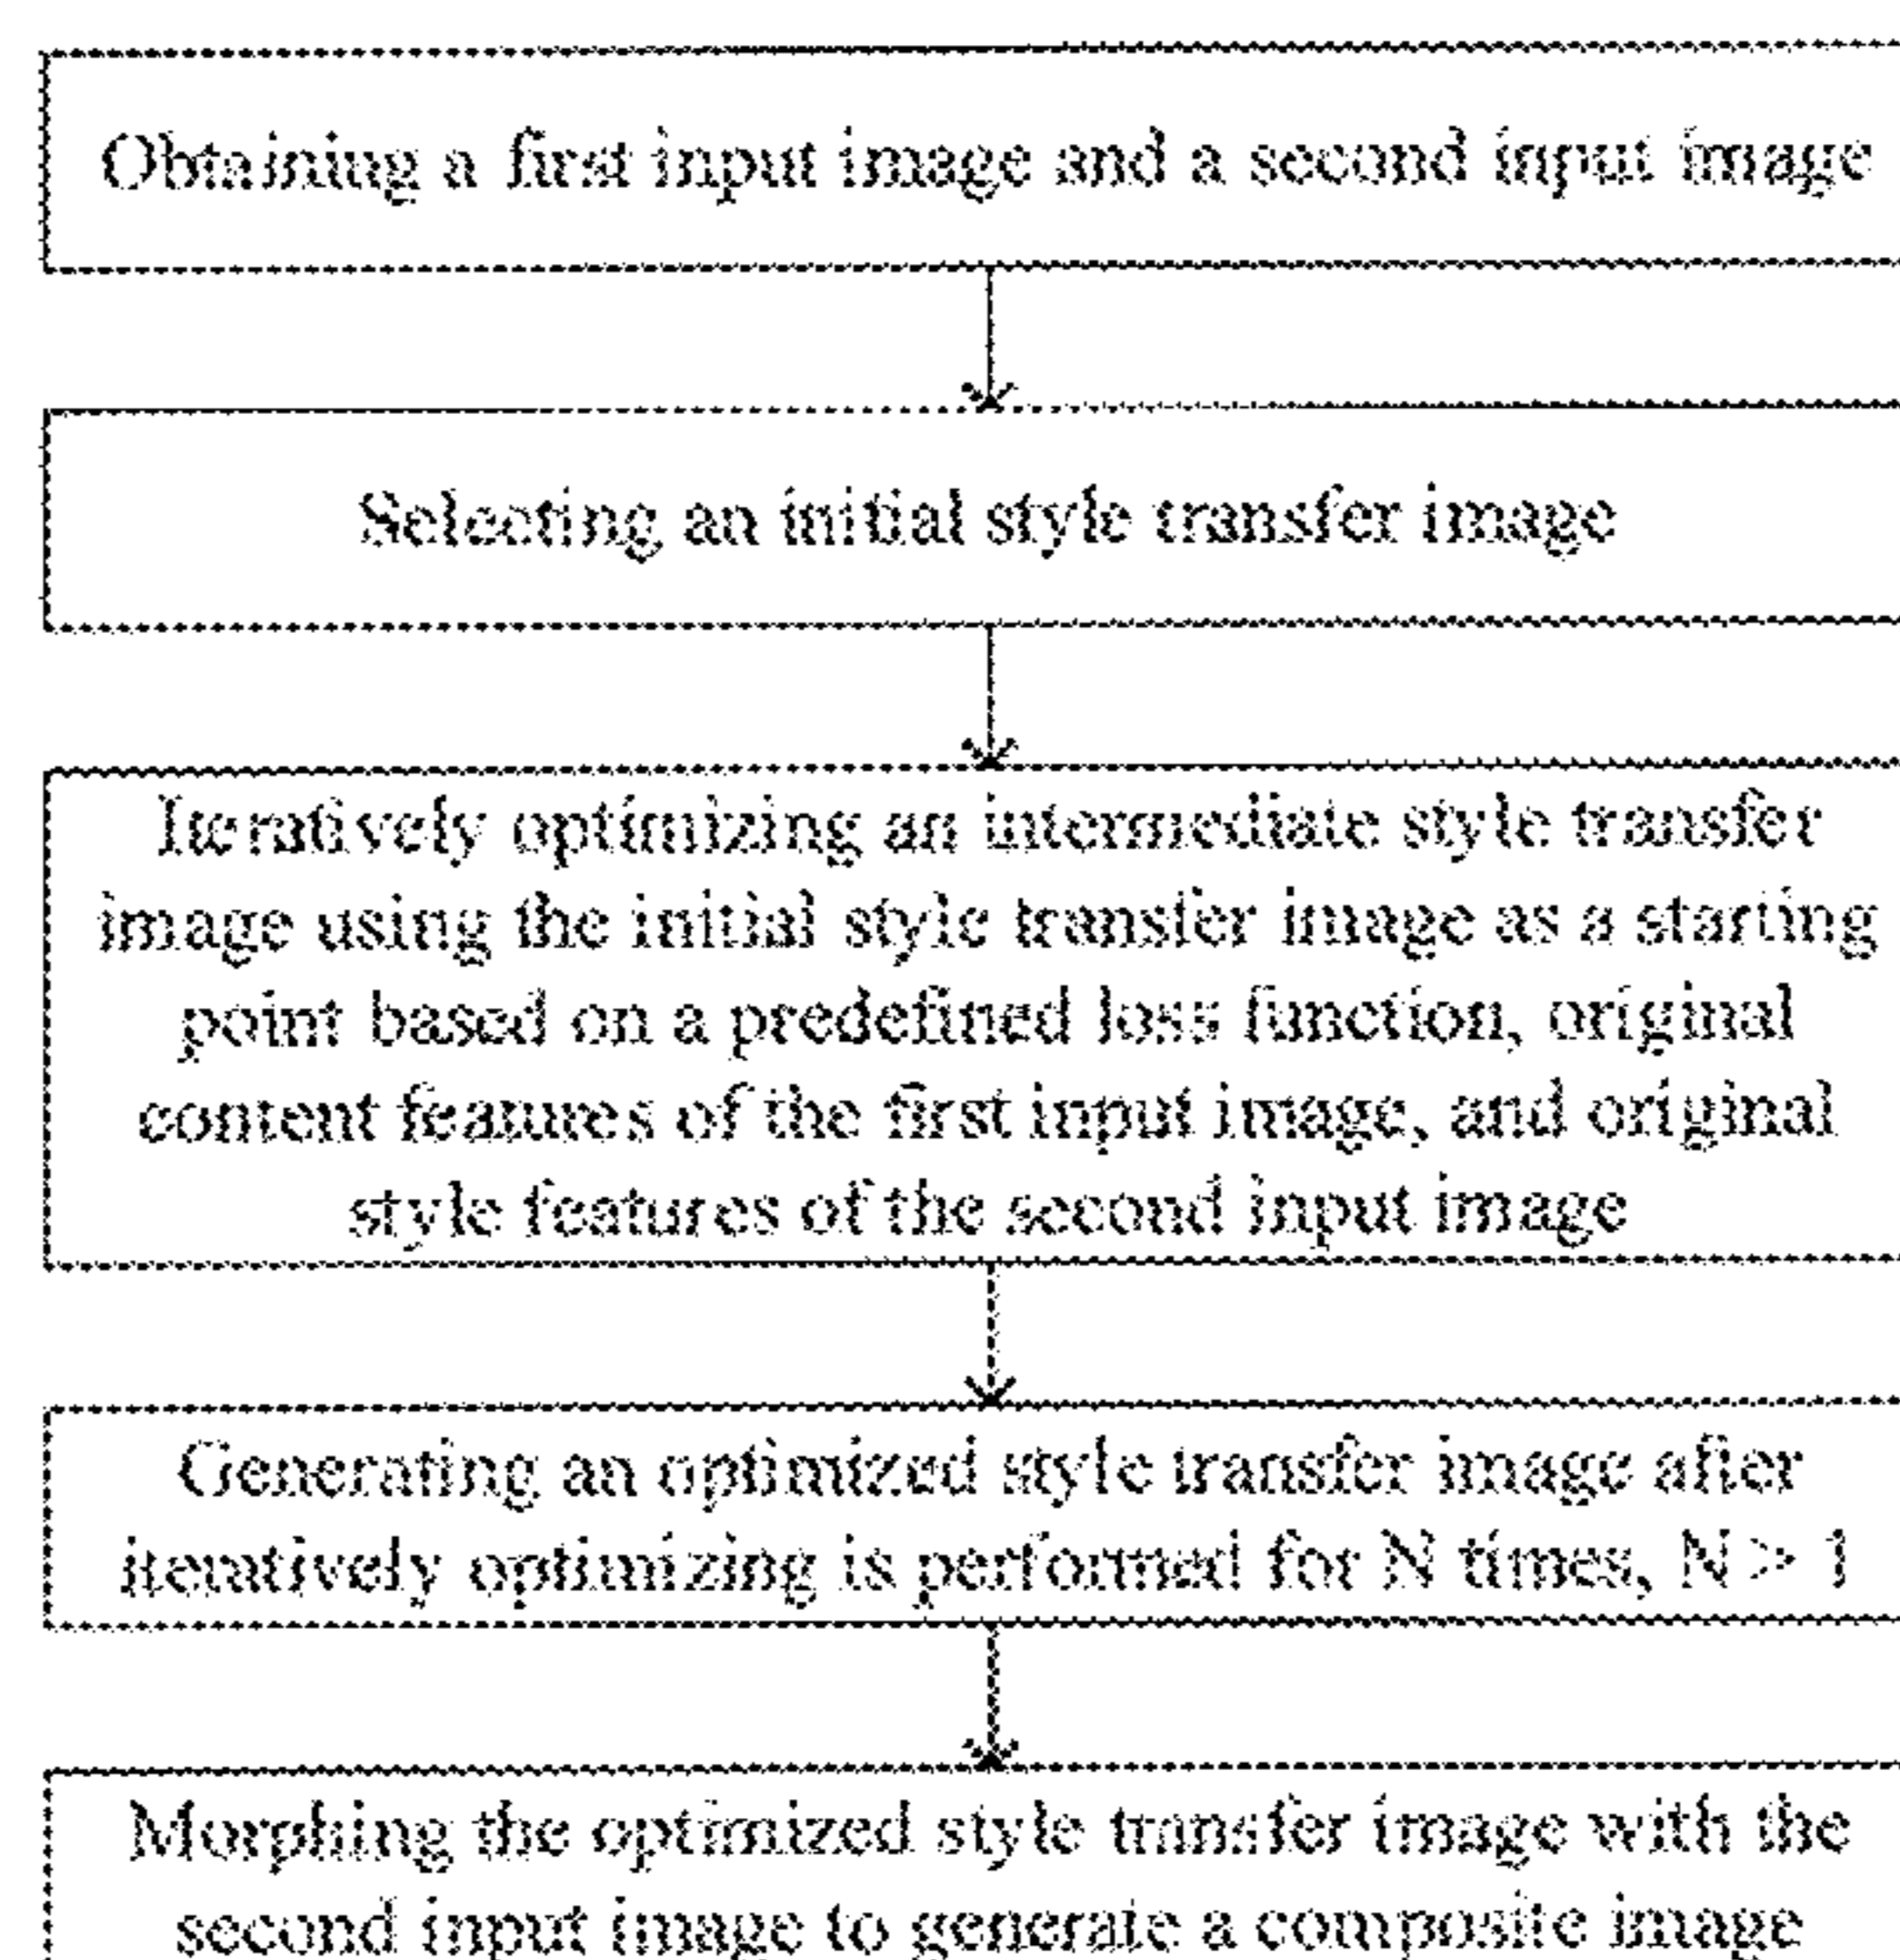 Obtaining a first input image and a second input image
Selecting an initial style transfer image
Iteratively optimizing an intermediate style transfer
image using the initial style transfer image as a starting
point based on a predefined loss function, original
content features of the first input image, and original
style features of the second input image
Generating an optimized style transfer image after
iteratively optimizing is performed for N times, N > 1
Morphing the optimized style transfer image with the
second input image to generate a composite image